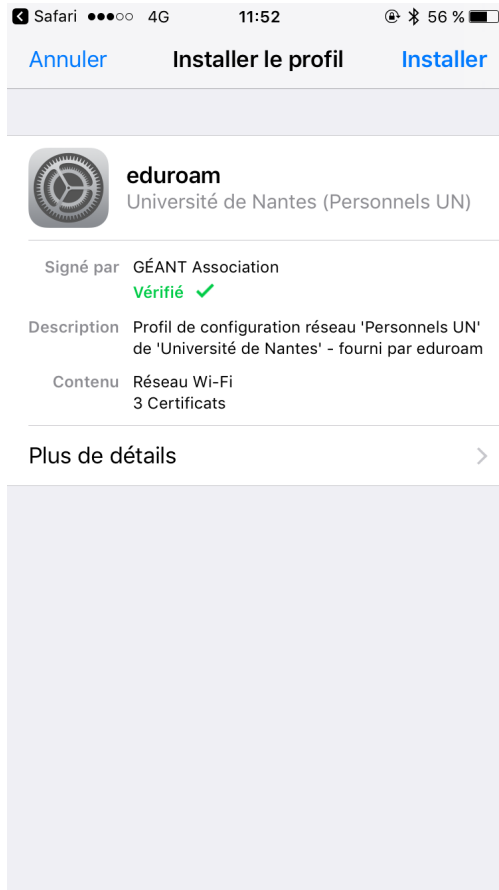 Safari 4G 11:52 56 %
Annuler Installer le profil Installer
eduroam
Université de Nantes (Personnels UN)
Signé par GÉANT Association
Vérifié ✓
Description Profil de configuration réseau 'Personnels UN'
de 'Université de Nantes' - fourni par eduroam
Contenu Réseau Wi-Fi
3 Certificats
Plus de détails